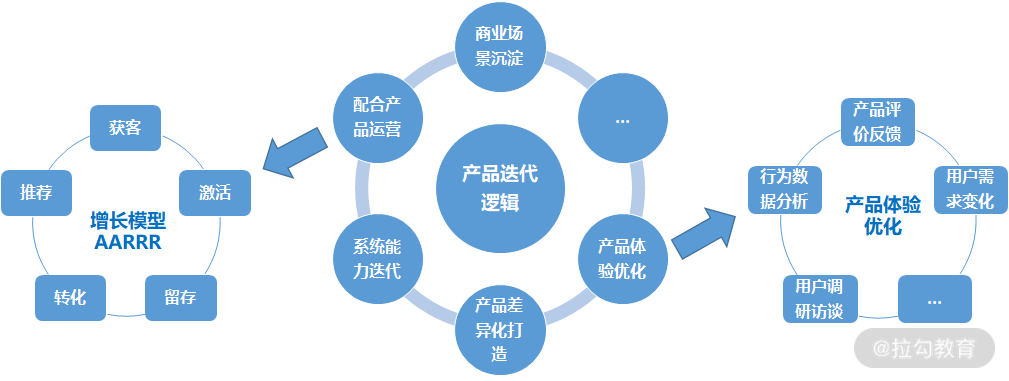 获客
激活
留存
转化
推荐
增长模型
AARRR
商业场
景沉淀
...
产品体
验优化
产品差
异化打
造
系统能
力迭代
配合产
品运营
产品迭代
逻辑
产品评
价反馈
用户需
求变化
...
用户调
研访谈
行为数
据分析
产品体验
优化
@拉勾教育